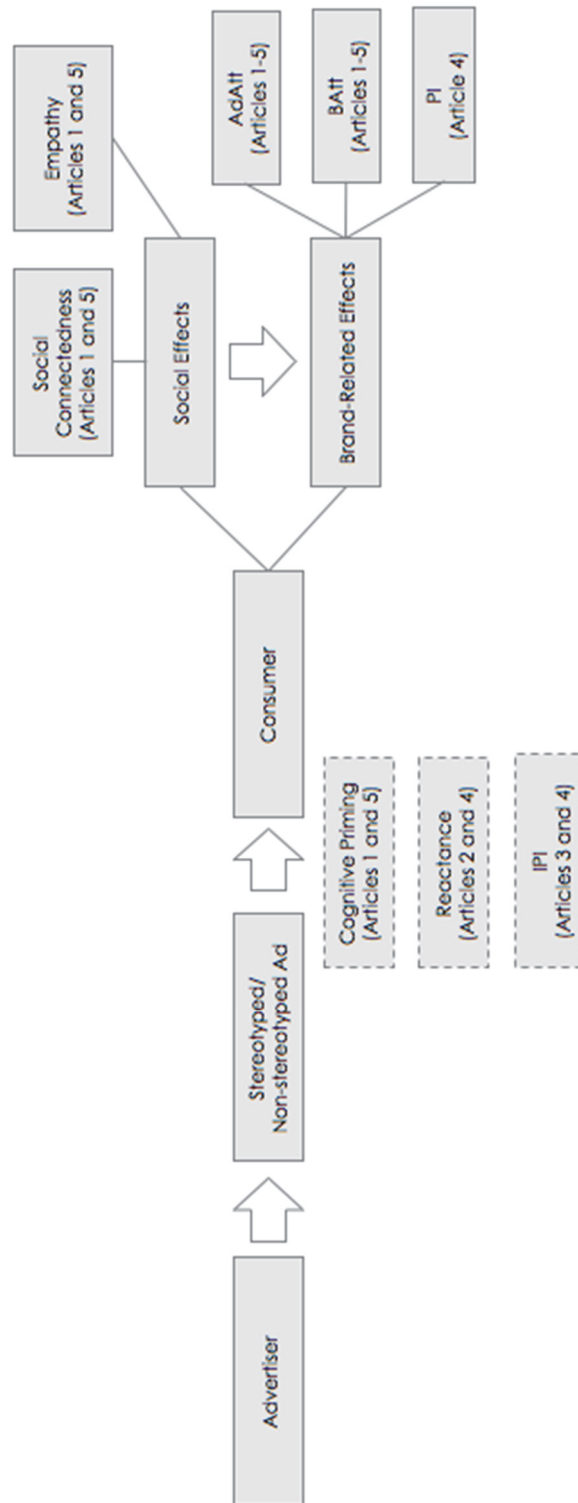 Advertiser
Stereotyped/
Non-stereotyped Ad
Consumer
Cognitive Priming
(Articles 1 and 5)
Reactance
(Articles 2 and 4)
IPI
(Articles 3 and 4)
Social
Connectedness
(Articles 1 and 5)
Empathy
(Articles 1 and 5)
Social Effects
Brand-Related Effects
AdAtt
(Articles 1-5)
BAtt
(Articles 1-5)
PI
(Article 4)